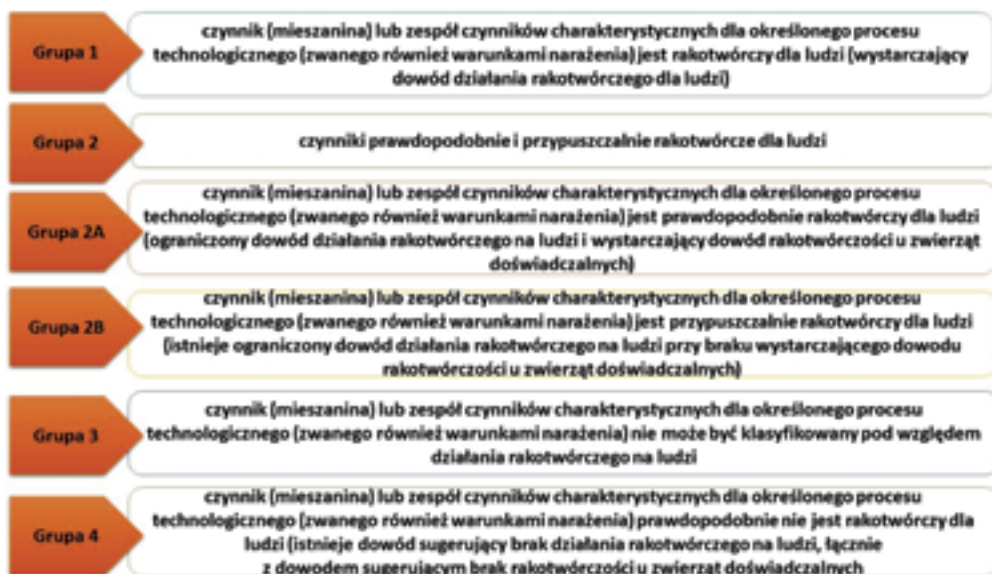 Grupa 1
czynnik (mieszanina) lub zespół czynników charakterystycznych dla określonego procesu
technologicznego (zwanego również warunkami narażenia) jest rakotwórczy dla ludzi (wystarczający
dowód działania rakotwórczego dla ludzi)
Grupa 2
czynniki prawdopodobnie i przypuszczalnie rakotwórcze dla ludzi
Grupa 2A
czynnik (mieszanina) lub zespół czynników charakterystycznych dla określonego procesu
technologicznego (zwanego również warunkami narażenia) jest prawdopodobnie rakotwórczy dla ludzi
(ograniczony dowód działania rakotwórczego na ludzi i wystarczający dowód rakotwórczości u zwierząt
doświadczalnych)
Grupa 2B
czynnik (mieszanina) lub zespół czynników charakterystycznych dla określonego procesu
technologicznego (zwanego również warunkami narażenia) jest przypuszczalnie rakotwórczy dla ludzi
(istnieje ograniczony dowód działania rakotwórczego na ludzi przy braku wystarczającego dowodu
rakotwórczości u zwierząt doświadczalnych)
Grupa 3
czynnik (mieszanina) lub zespół czynników charakterystycznych dla określonego procesu
technologicznego (zwanego również warunkami narażenia) nie może być klasyfikowany pod względem
działania rakotwórczego na ludzi
Grupa 4
czynnik (mieszanina) lub zespół czynników charakterystycznych dla określonego procesu
technologicznego (zwanego również warunkami narażenia) prawdopodobnie nie jest rakotwórczy dla
ludzi (istnieje dowód sugerujący brak działania rakotwórczego na ludzi, łącznie
z dowodem sugerującym brak rakotwórczości u zwierząt doświadczalnych